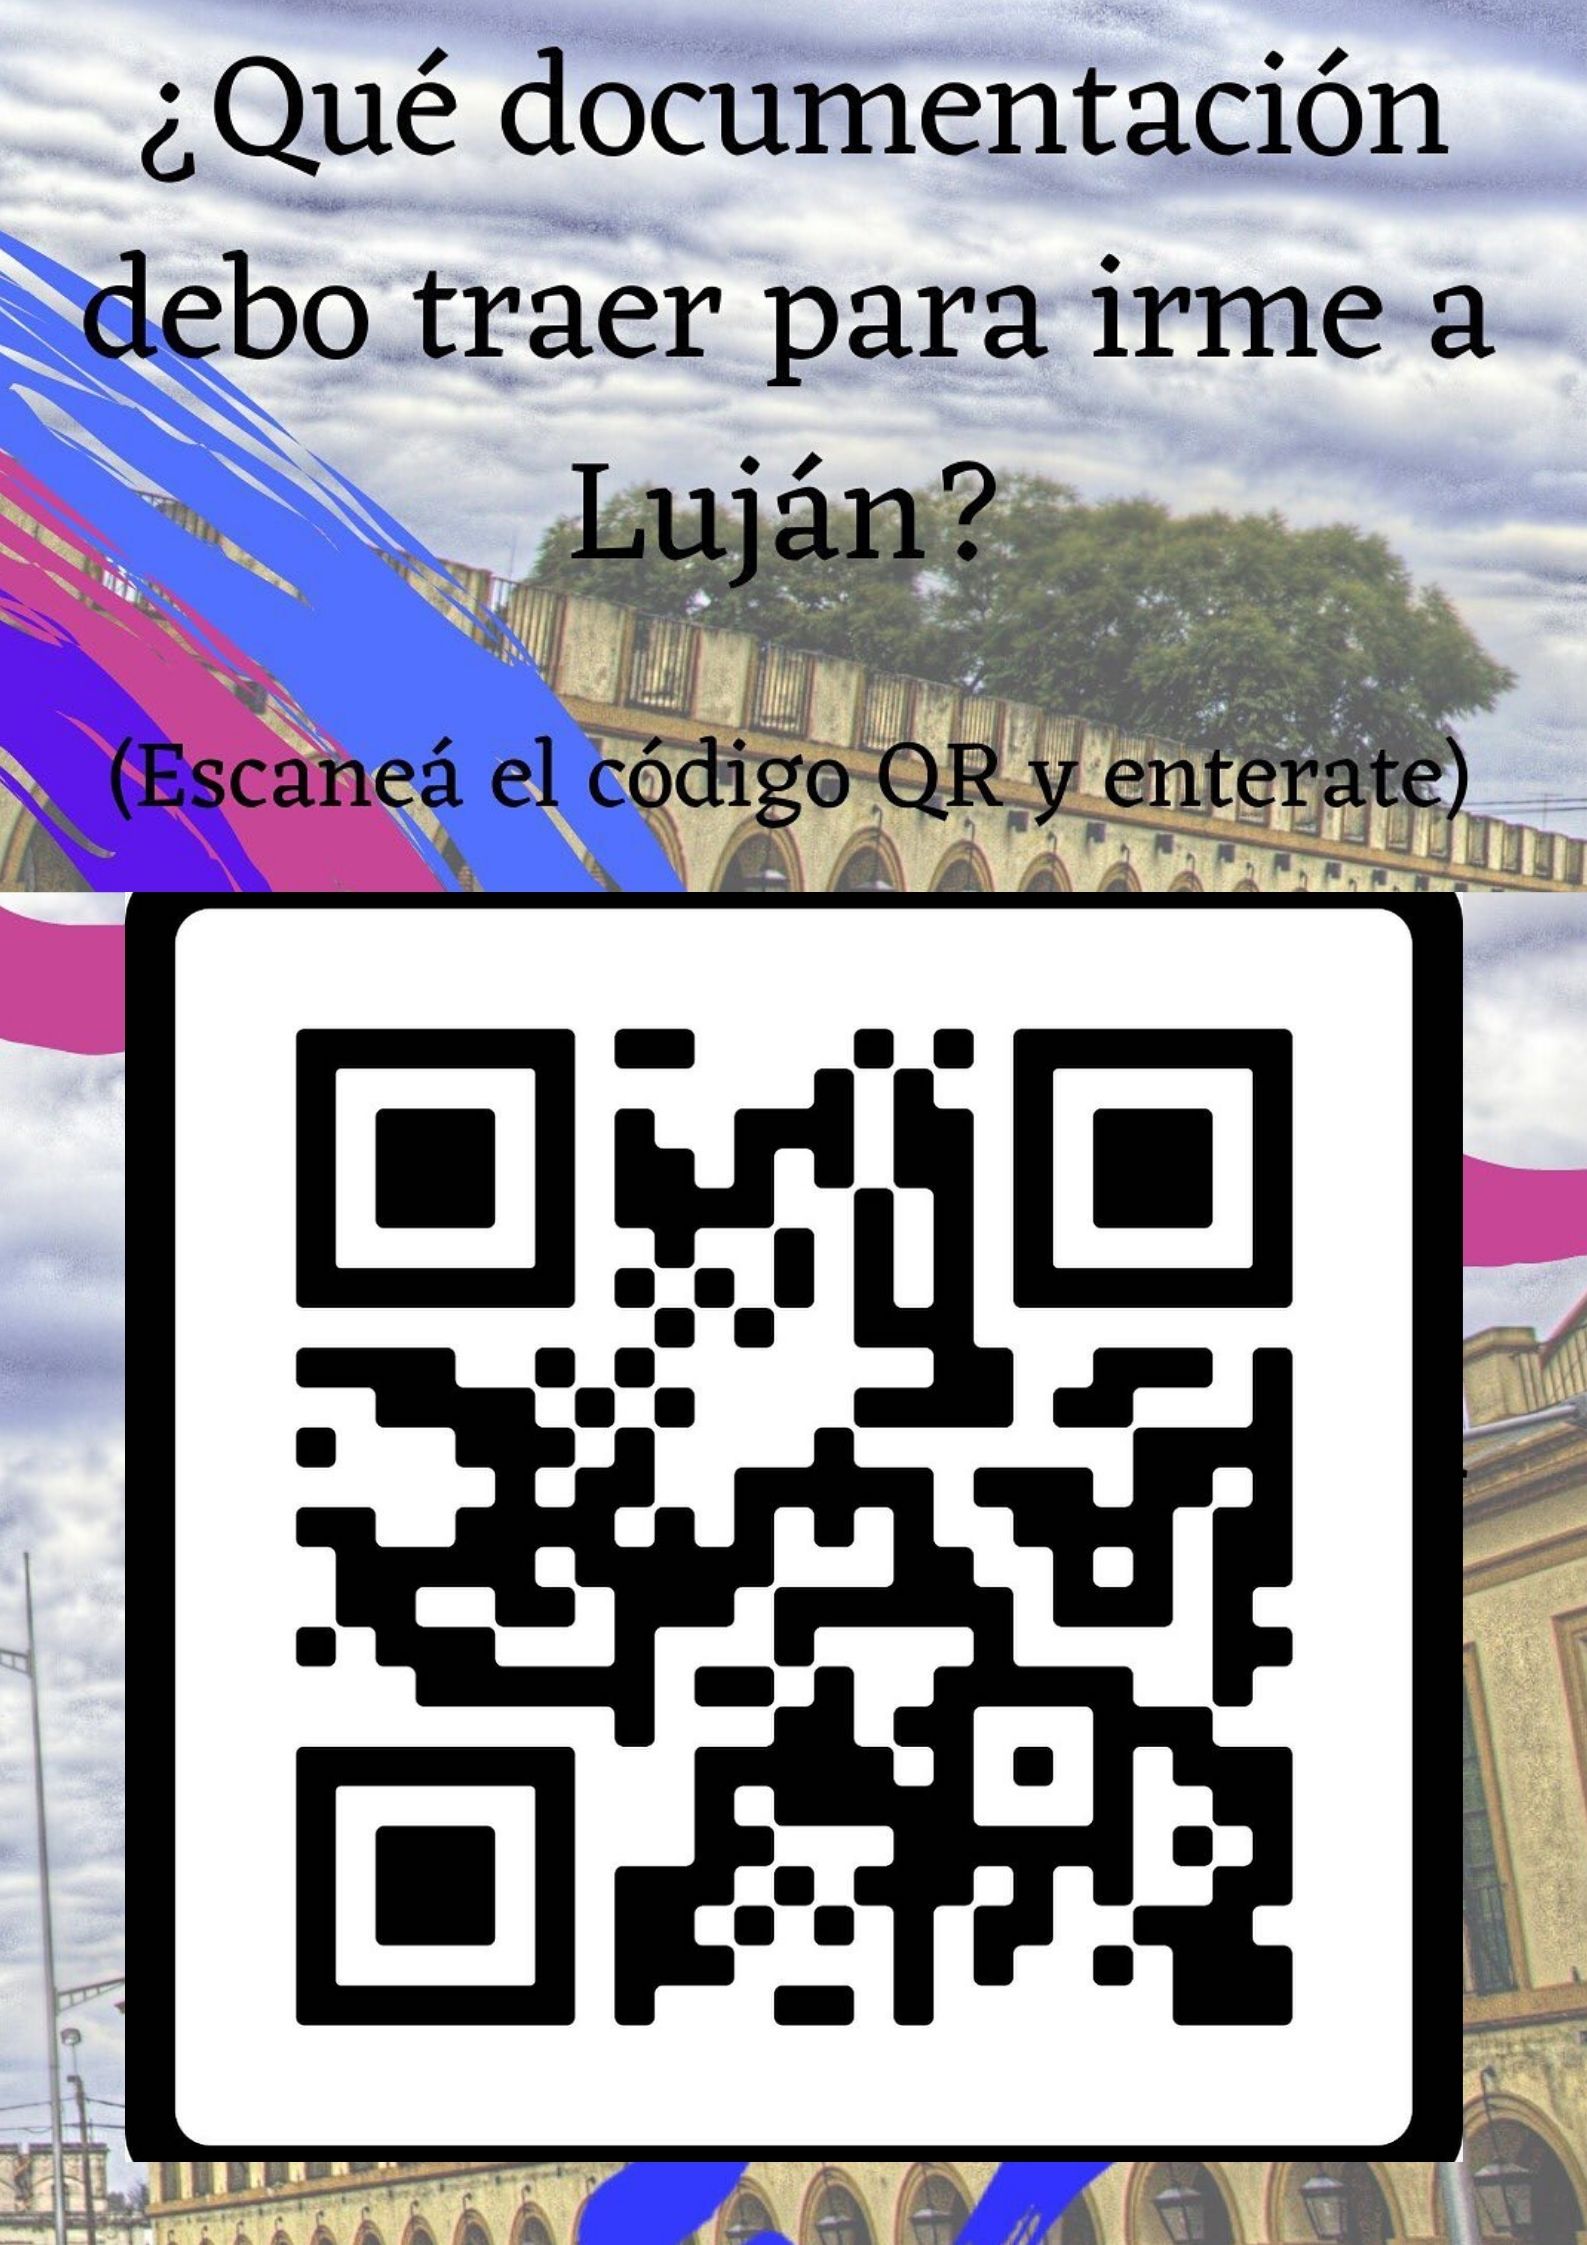 ¿Qué documentación
debo traer para irme a
Luján?
(Escaneá el código QR y enterate)